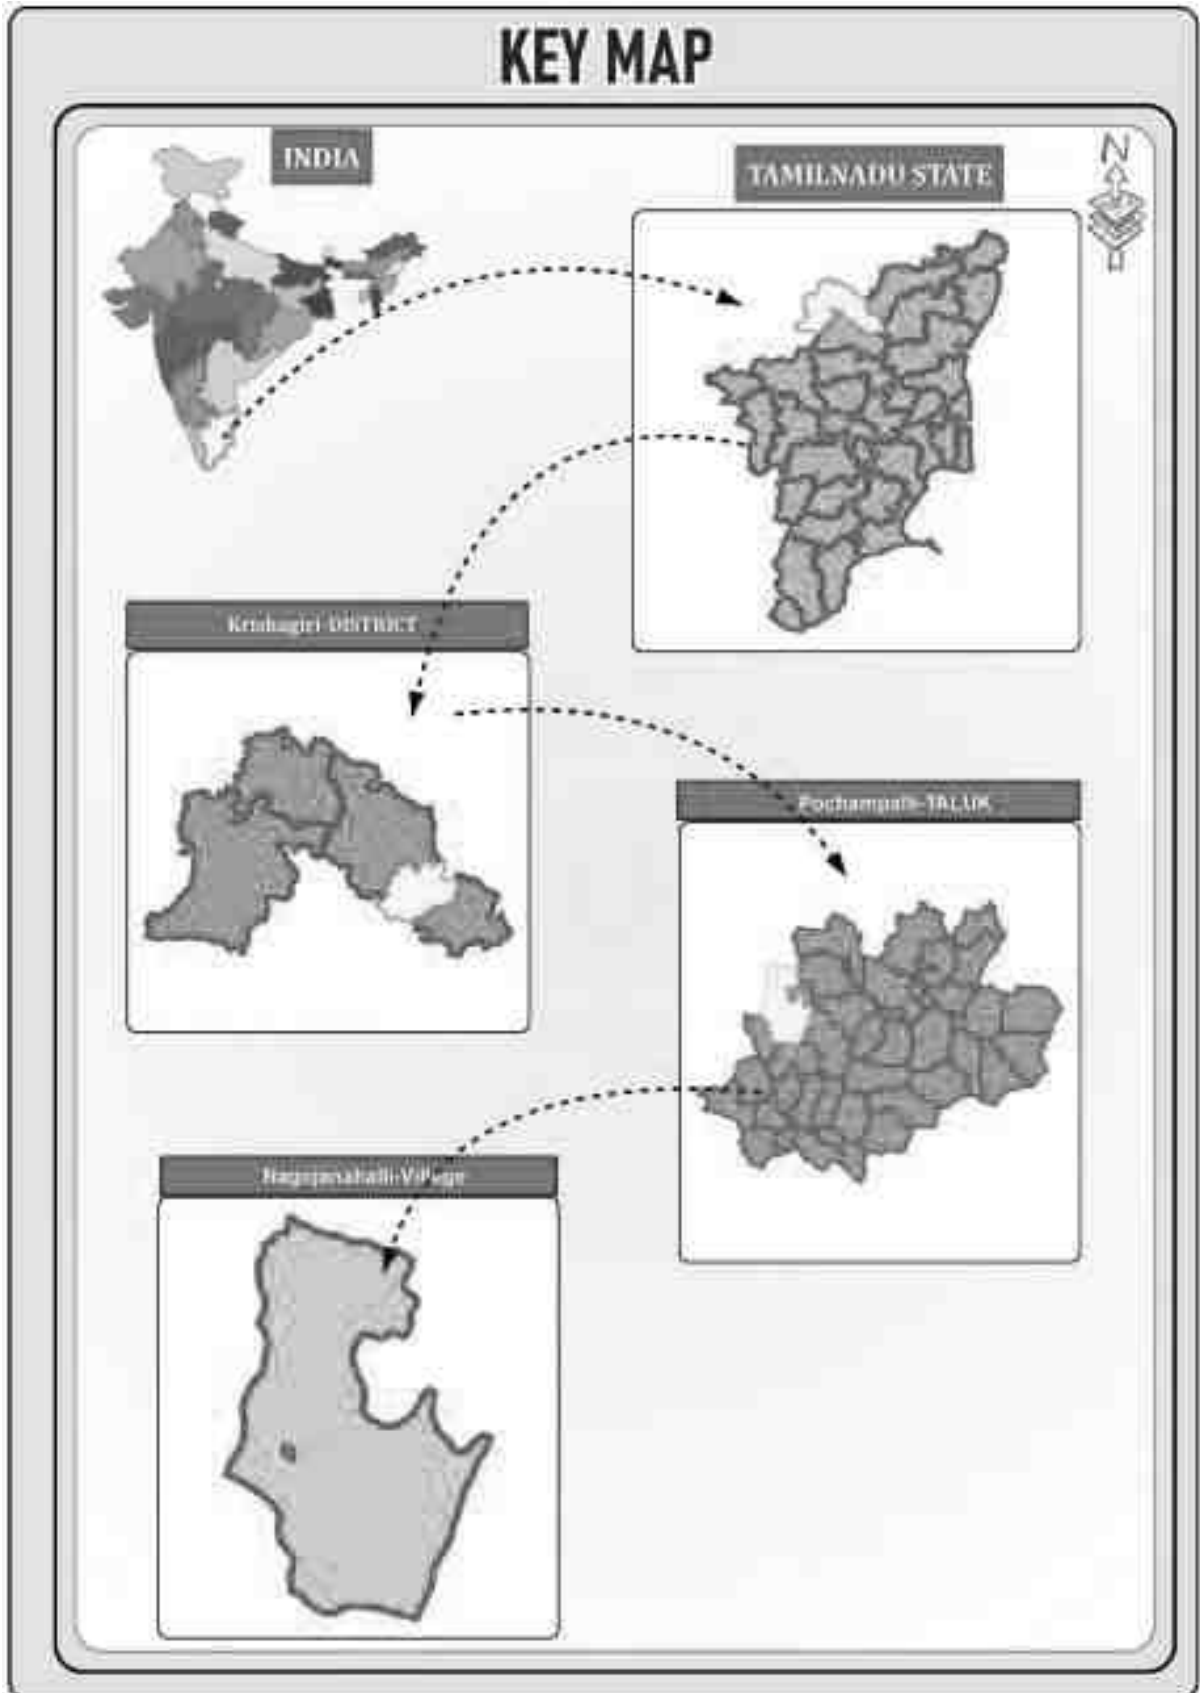 KEY MAP
INDIA
TAMILNADU STATE
N
Krishagiri-DISTRICT
Pochampalli-TALUK
Nagojanahalli-Village